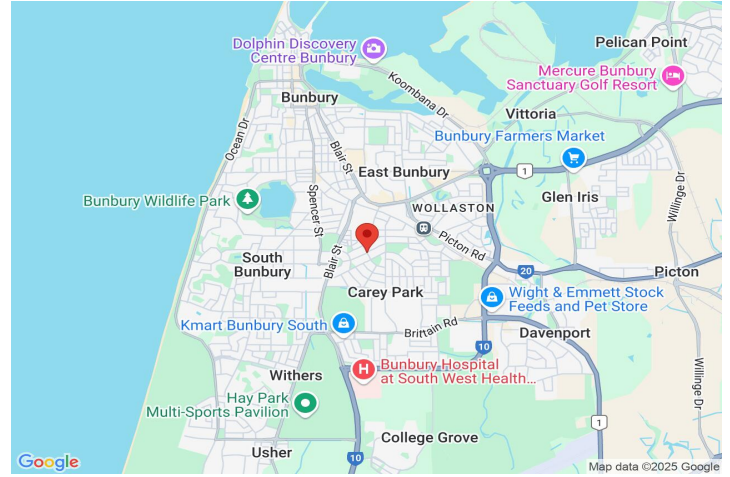 Dolphin Discovery
Centre Bunbury
Pelican Point
Koombana Dr
Mercure Bunbury
Sanctuary Golf Resort
Bunbury
Vittoria
Ocean Dr
Blair St
Bunbury Farmers Market
East Bunbury
1
Willinge Dr
Bunbury Wildlife Park
Spencer St
WOLLASTON
Glen Iris
Picton Rd
South
Bunbury
Blair St
20
Picton
Carey Park
Wight & Emmett Stock
Feeds and Pet Store
Kmart Bunbury South
Brittain Rd
Davenport
10
Bunbury Hospital
at South West Health...
H
Withers
Willinge Dr
Hay Park
Multi-Sports Pavilion
1
College Grove
Usher
10
Google
Map data ©2025 Google